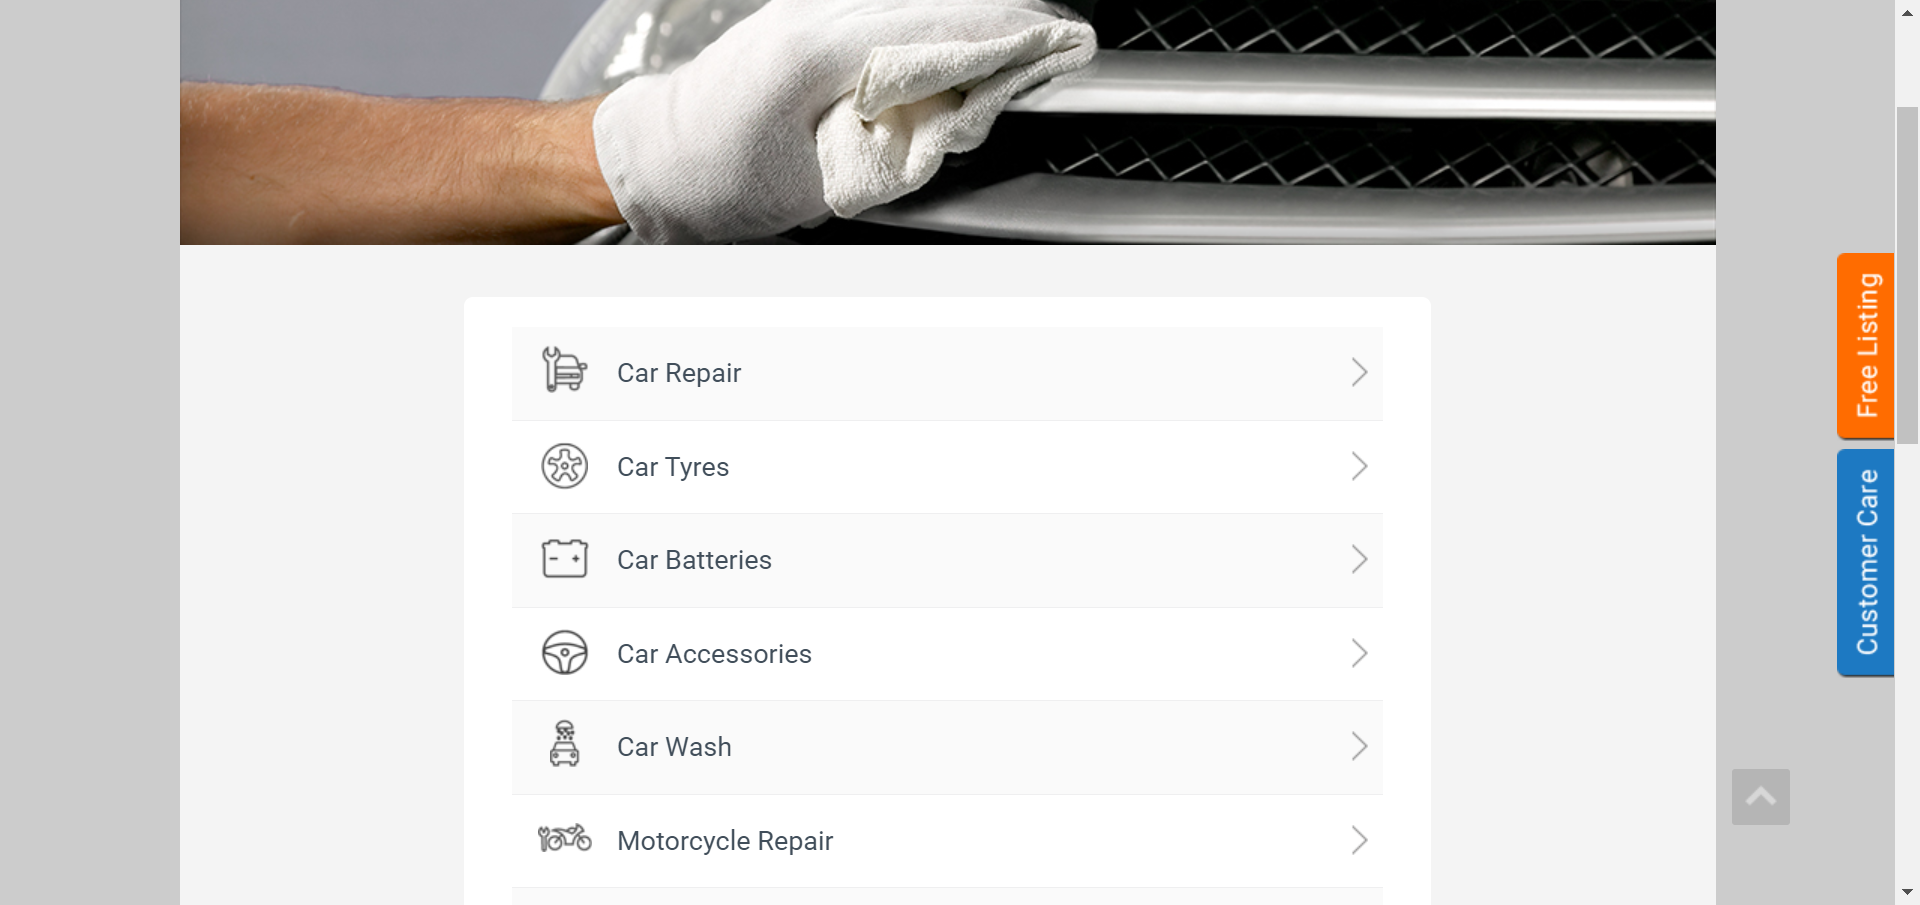 Car Repair
Car Tyres
Car Batteries
Car Accessories
Car Wash
Motorcycle Repair
Free Listing
Customer Care